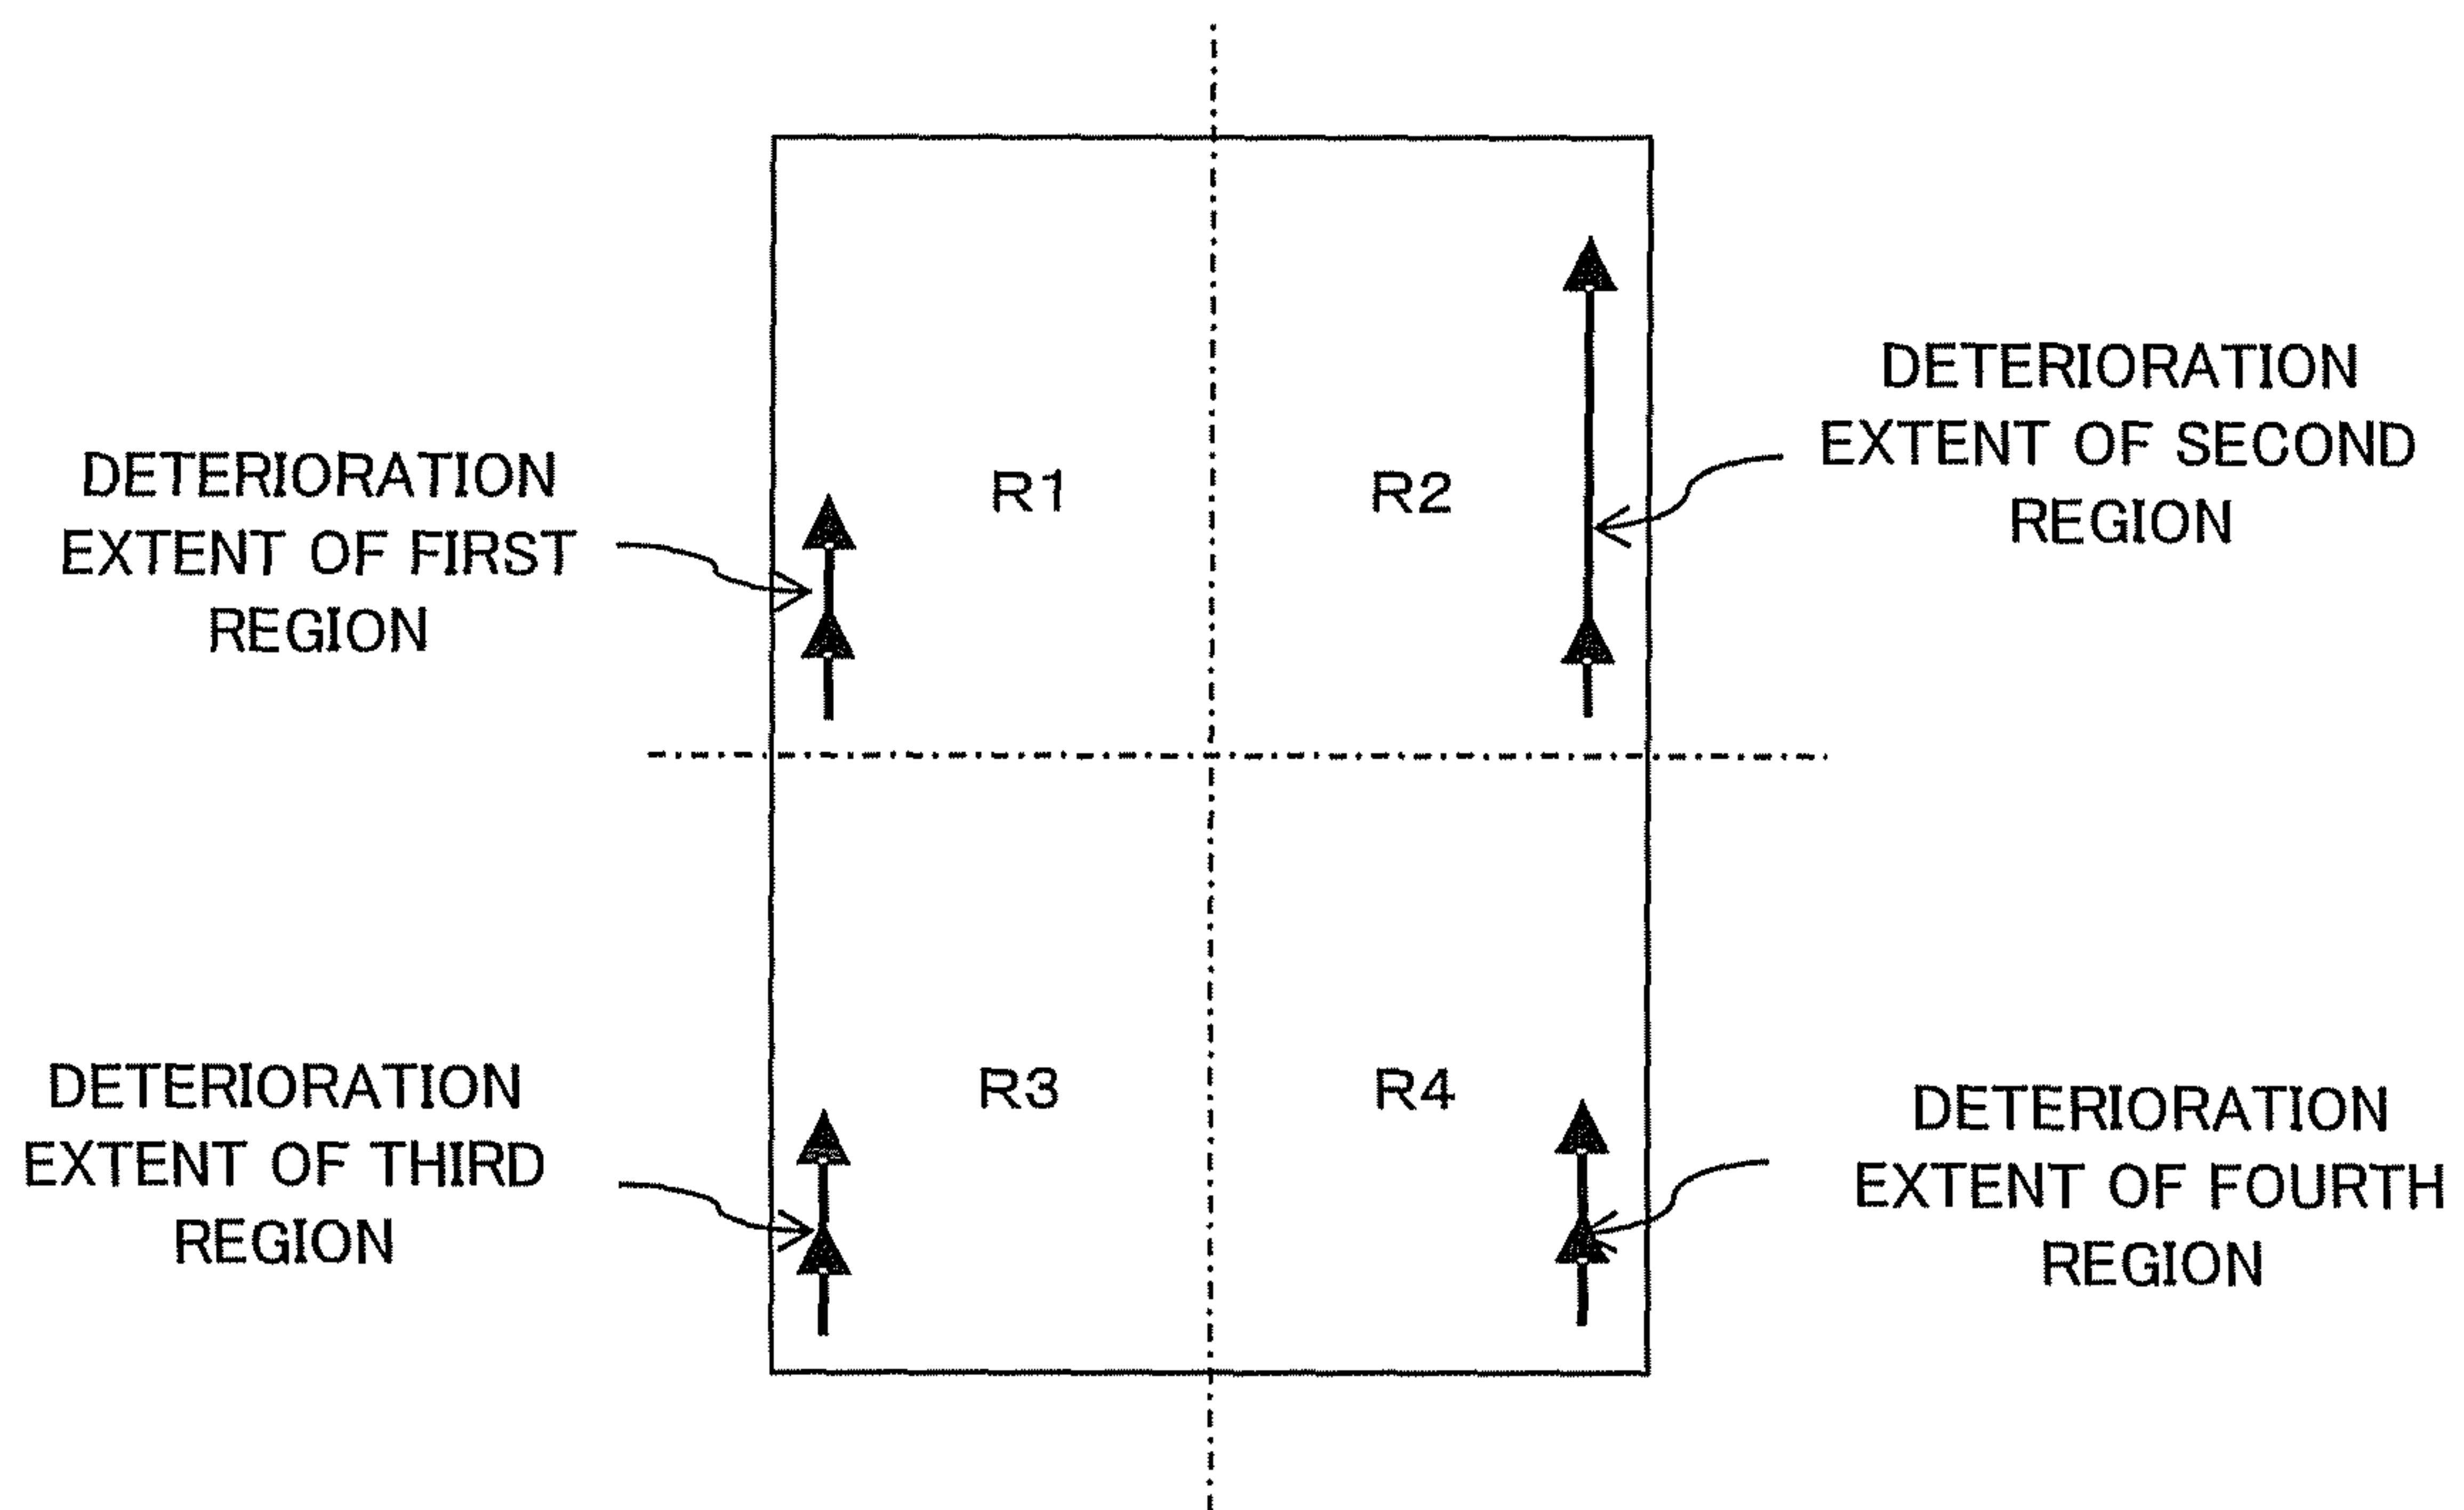 DETERIORATION
EXTENT OF FIRST
REGION
R1
R2
DETERIORATION
EXTENT OF SECOND
REGION
DETERIORATION
EXTENT OF THIRD
REGION
R3
R4
DETERIORATION
EXTENT OF FOURTH
REGION